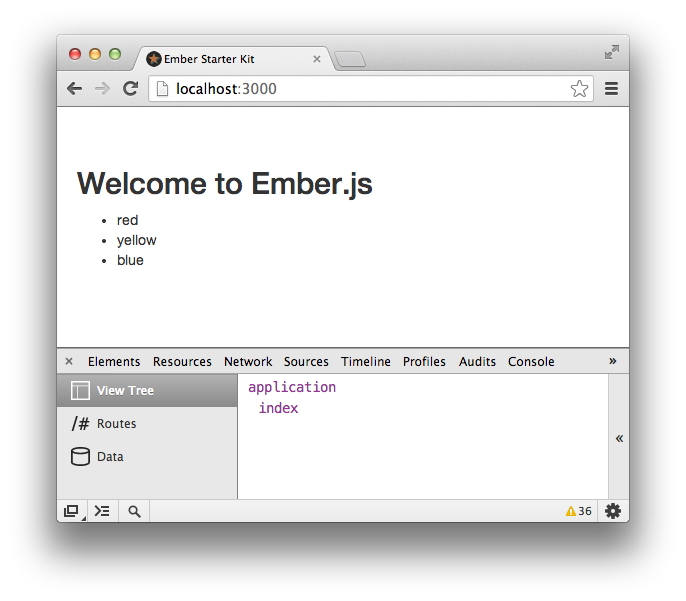 Ember Starter Kit
localhost:3000
Welcome to Ember.js
• red
• yellow
• blue
× Elements Resources Network Sources Timeline Profiles Audits Console »
View Tree
/# Routes
Data
application
index
«
36